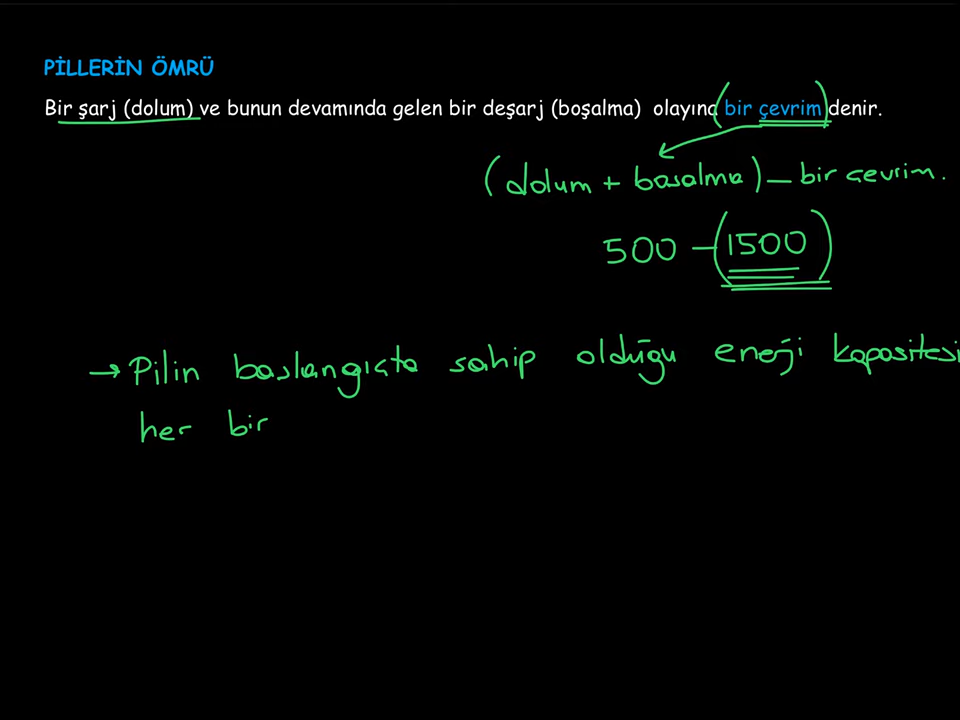 PİLLERİN ÖMRÜ
Bir şarj (dolum) ve bunun devamında gelen bir deşarj (boşalma) olayına bir çevrim denir.
(dolum + boşalma) — bir çevrim.
500 — (1500)
→ Pilin başlangıçta sahip olduğu enerji kapasitesi
her bir